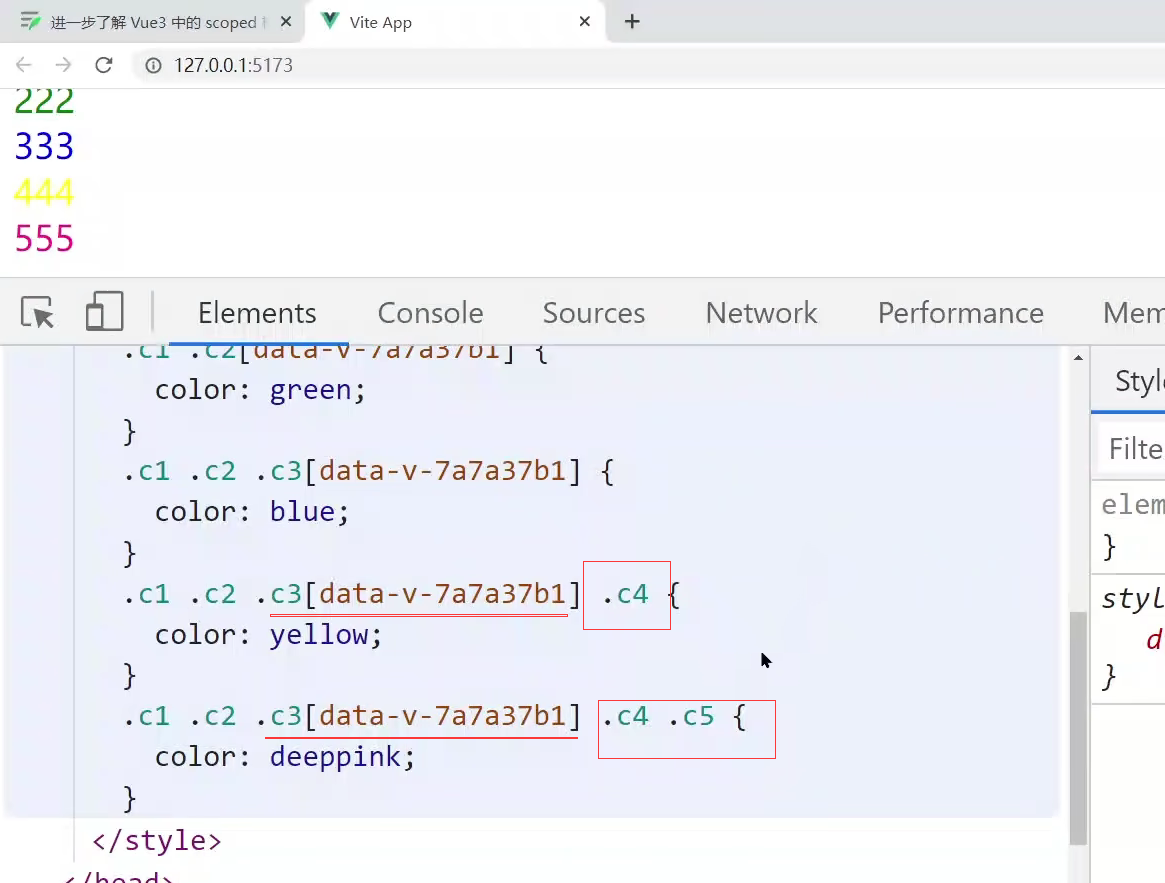 进一步了解 Vue3 中的 scoped
Vite App
127.0.0.1:5173
222
333
444
555
Elements Console Sources Network Performance Mem
.c1 .c2[data-v-7a7a37b1] {
color: green;
}
.c1 .c2 .c3[data-v-7a7a37b1] {
color: blue;
}
.c1 .c2 .c3[data-v-7a7a37b1] .c4 {
color: yellow;
}
.c1 .c2 .c3[data-v-7a7a37b1] .c4 .c5 {
color: deeppink;
}
</style>
</head>
Style
Filte
elem
}
styl
d
}